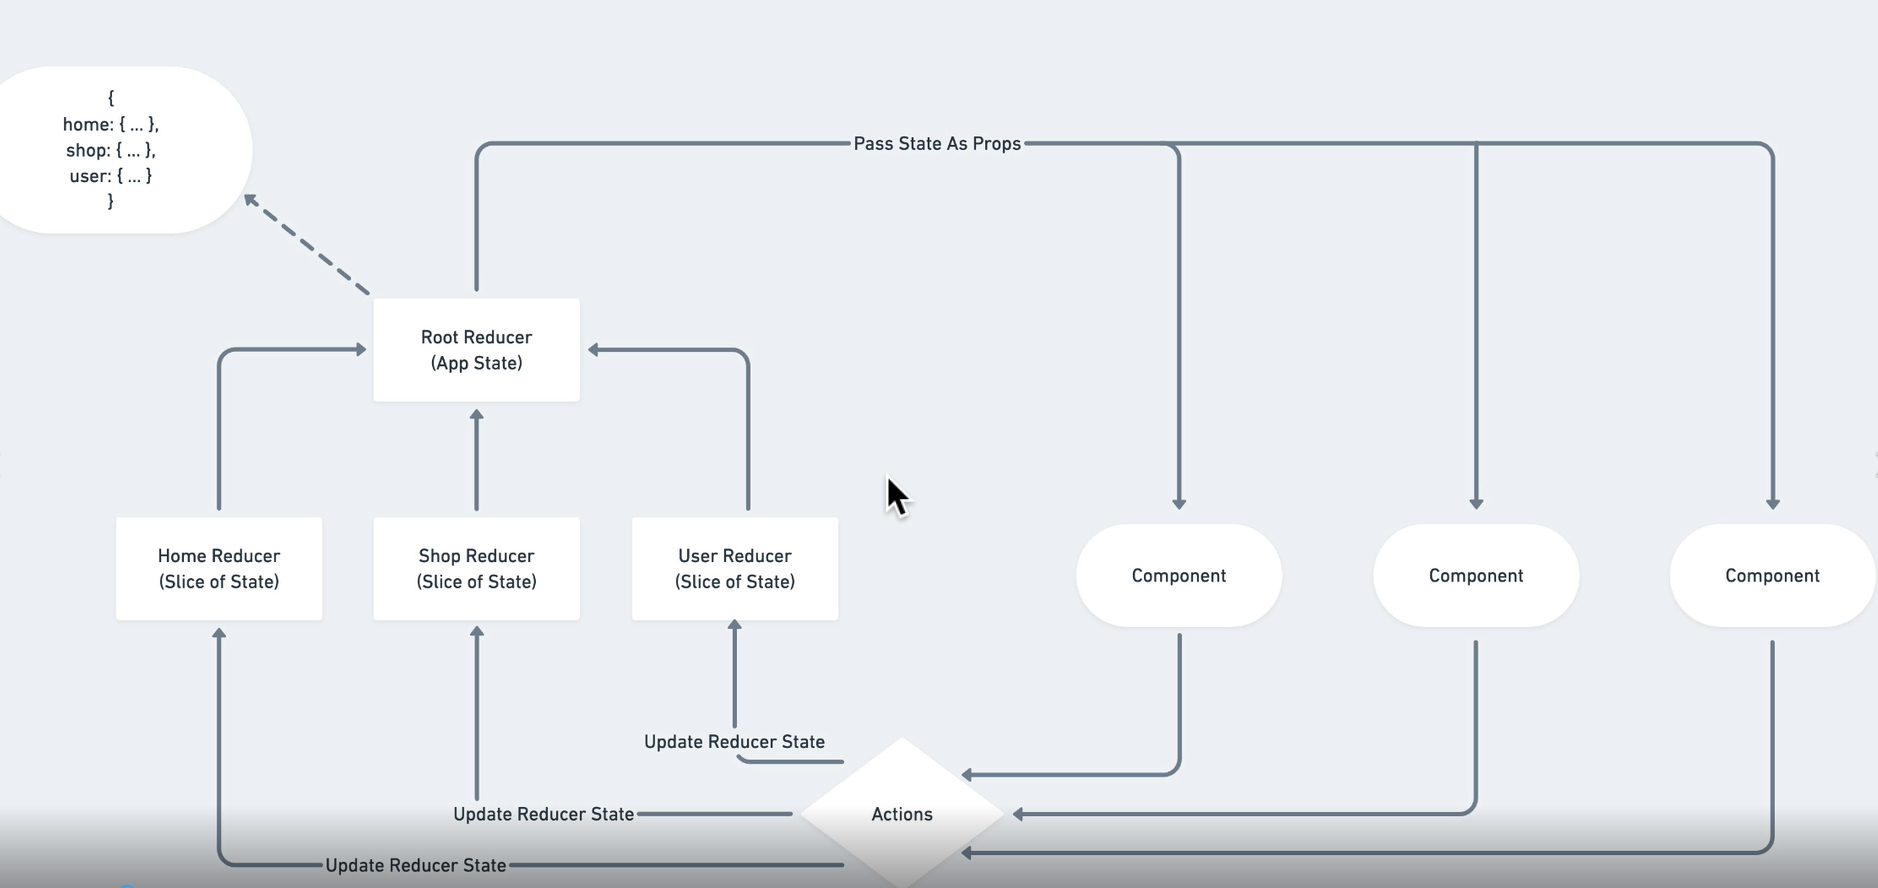 {
home: { ... },
shop: { ... },
user: { ... }
}
Pass State As Props
Root Reducer
(App State)
Home Reducer
(Slice of State)
Shop Reducer
(Slice of State)
User Reducer
(Slice of State)
Component
Component
Component
Update Reducer State
Update Reducer State
Actions
Update Reducer State